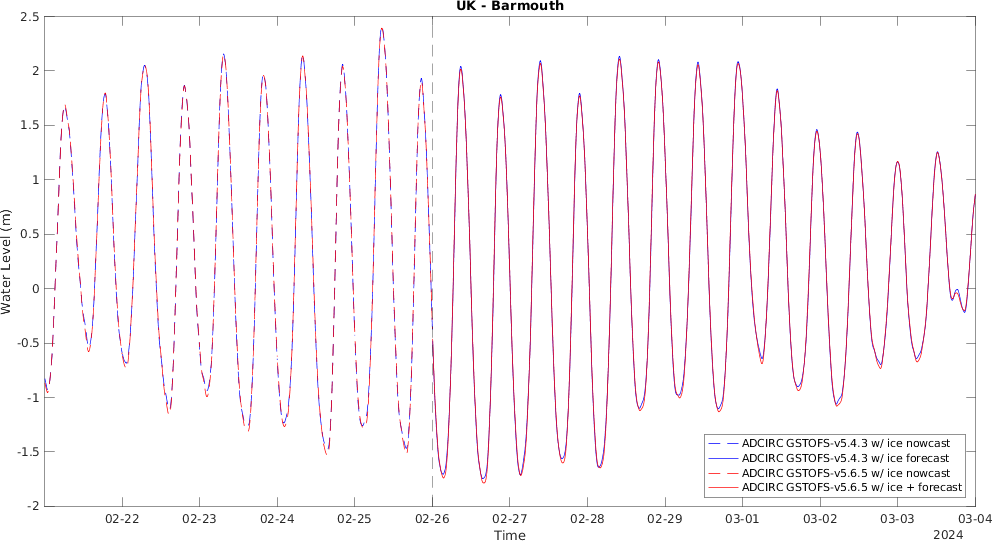 UK - Barmouth
2.5
2
1.5
1
0.5
0
-0.5
-1
-1.5
-2
Water Level (m)
ADCIRC GSTOFS-v5.4.3 w/ ice nowcast
ADCIRC GSTOFS-v5.4.3 w/ ice forecast
ADCIRC GSTOFS-v5.6.5 w/ ice nowcast
ADCIRC GSTOFS-v5.6.5 w/ ice + forecast
02-22 02-23 02-24 02-25 02-26 02-27 02-28 02-29 03-01 03-02 03-03 03-04
Time
2024